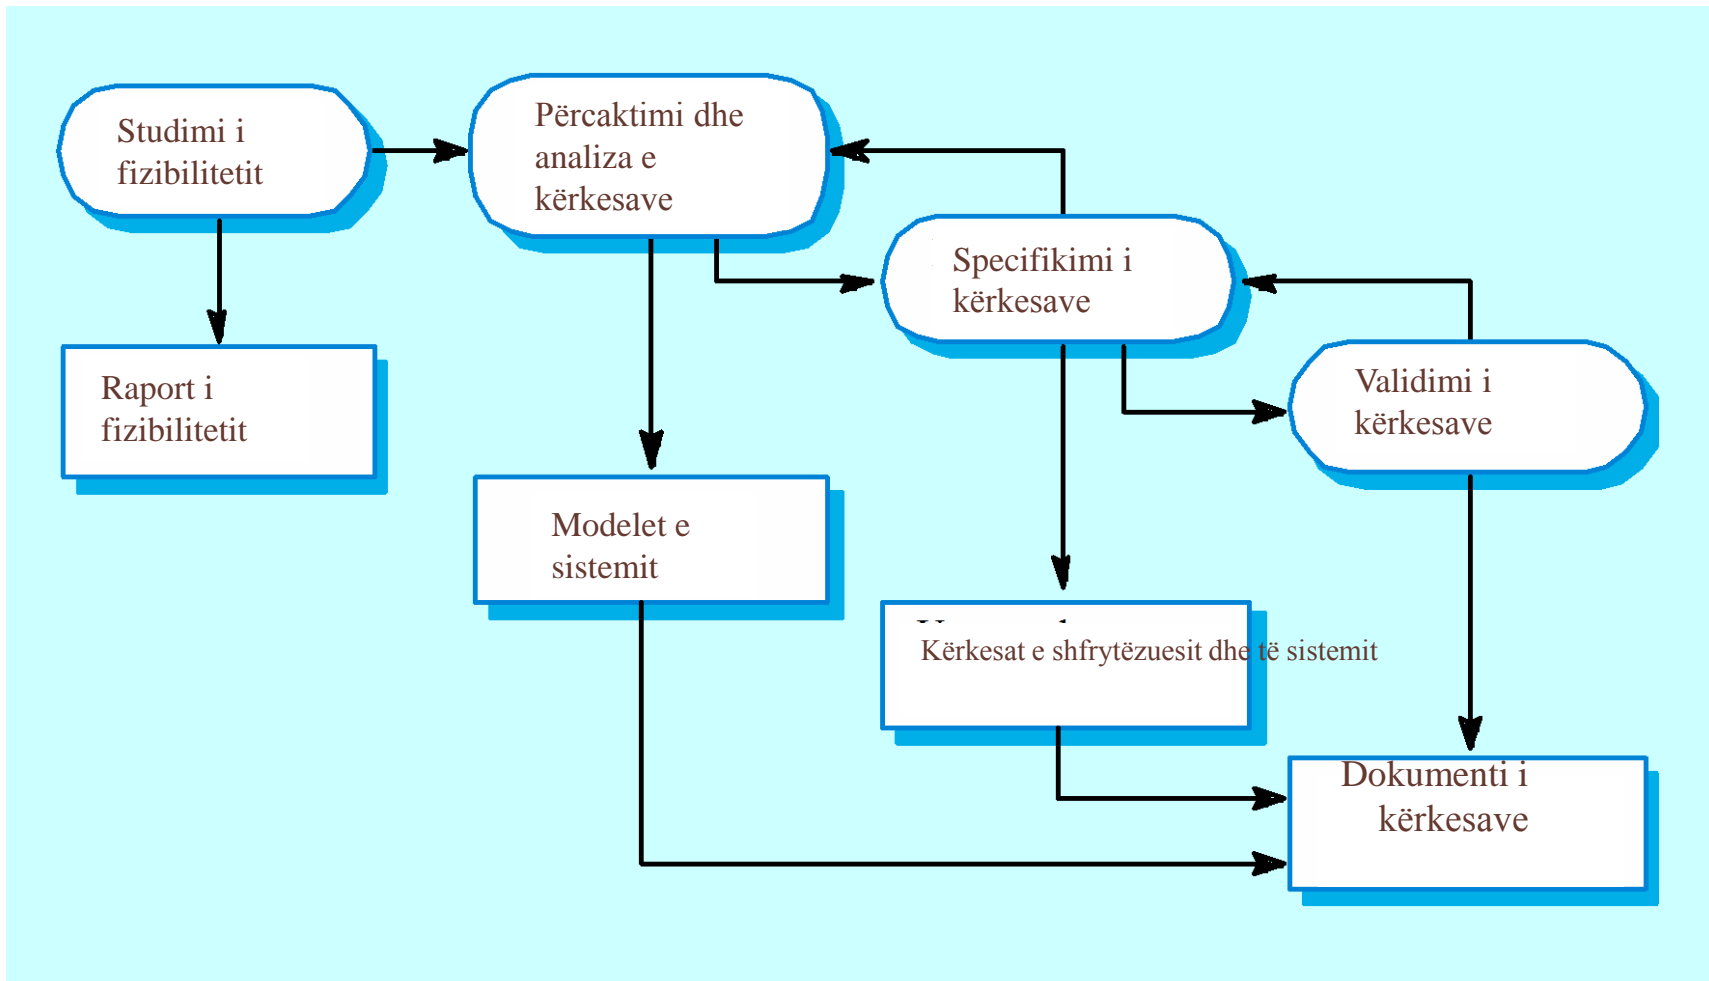 Studimi i
fizibilitetit
Përcaktimi dhe
analiza e
kërkesave
Specifikimi i
kërkesave
Validimi i
kërkesave
Raport i
fizibilitetit
Modelet e
sistemit
Kërkesat e shfrytëzuesit dhe të sistemit
Dokumenti i
kërkesave